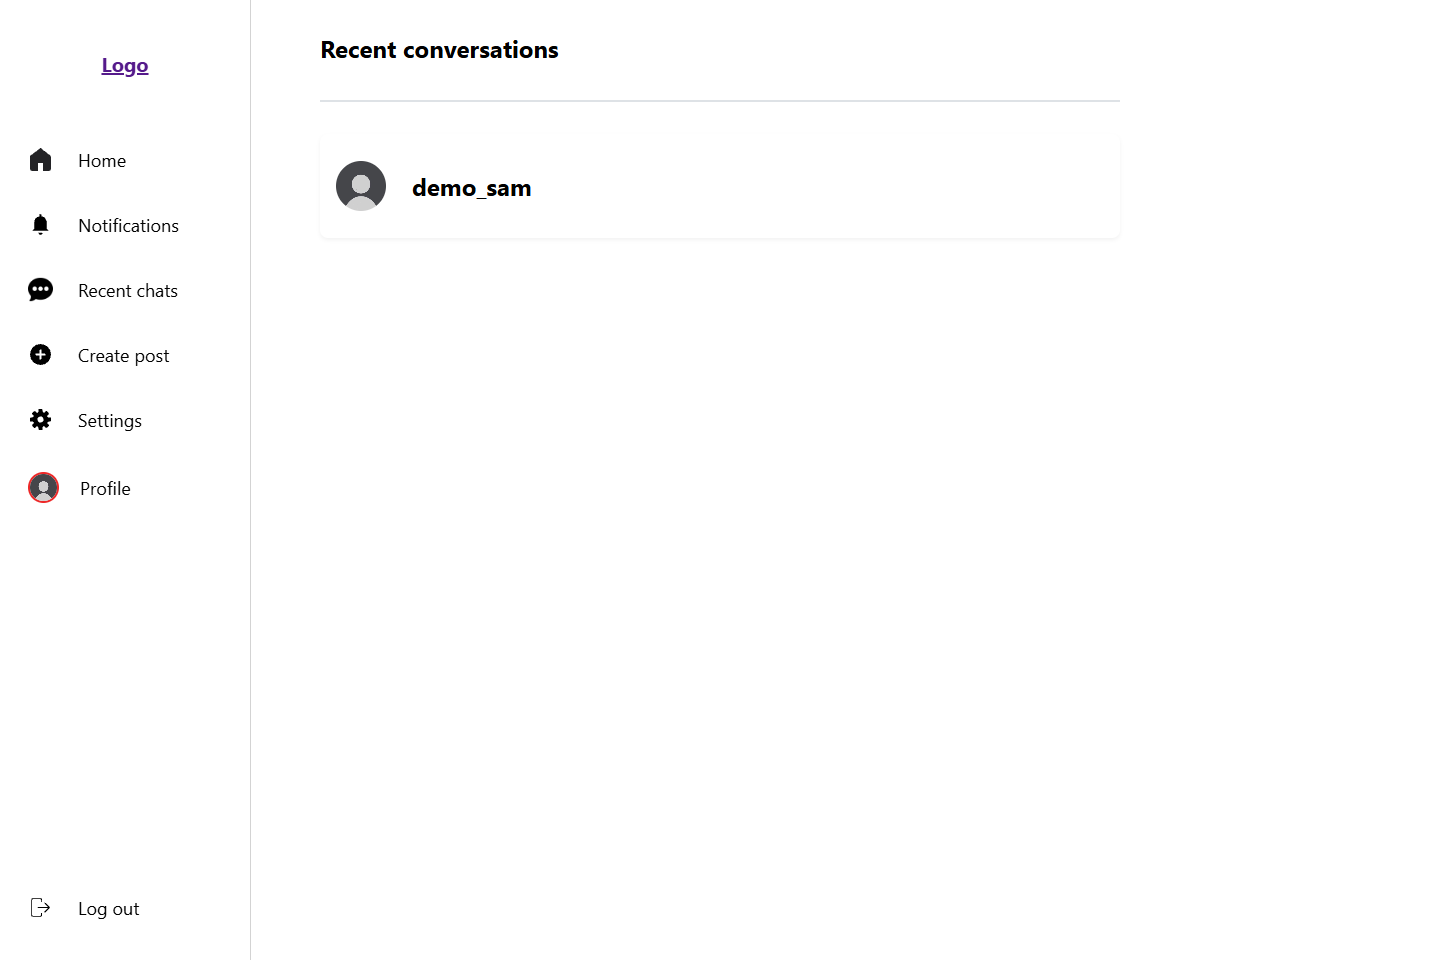 Logo
Home
Notifications
Recent chats
Create post
Settings
Profile
Log out
Recent conversations
demo_sam